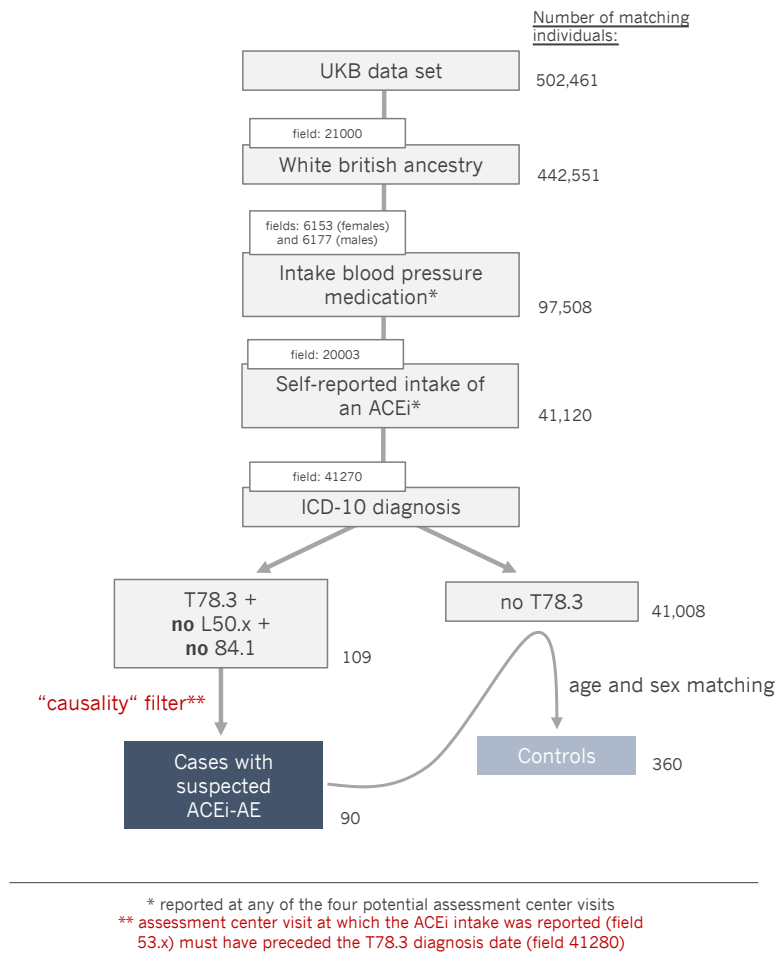 Number of matching
individuals:
UKB data set
502,461
field: 21000
White british ancestry
442,551
fields: 6153 (females)
and 6177 (males)
Intake blood pressure
medication*
97,508
field: 20003
Self-reported intake of
an ACEi*
41,120
field: 41270
ICD-10 diagnosis
T78.3 +
no L50.x +
no 84.1
109
no T78.3
41,008
"causality" filter**
age and sex matching
Cases with
suspected
ACEi-AE
90
Controls
360
* reported at any of the four potential assessment center visits
** assessment center visit at which the ACEi intake was reported (field
53.x) must have preceded the T78.3 diagnosis date (field 41280)